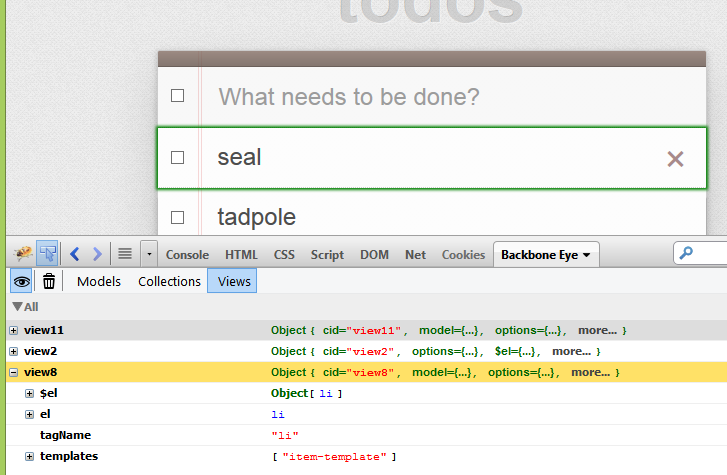 todos
What needs to be done?
seal
tadpole
Console HTML CSS Script DOM Net Cookies Backbone Eye
Models Collections Views
All
view11 Object { cid="view11", model={...}, options={...}, more... }
view2 Object { cid="view2", options={...}, $el={...}, more... }
view8 Object { cid="view8", model={...}, options={...}, more... }
$el Object[ li ]
el li
tagName "li"
templates [ "item-template" ]